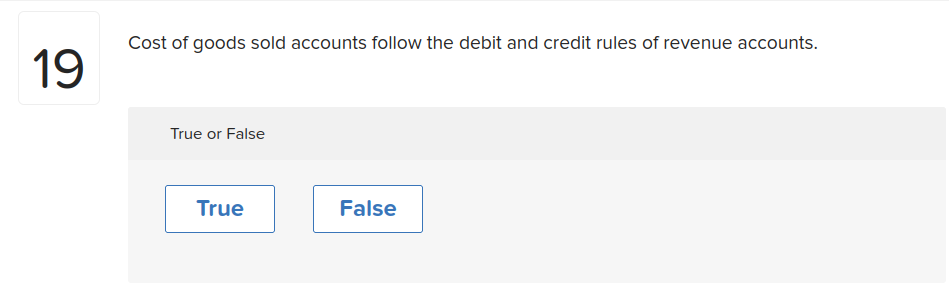 19
Cost of goods sold accounts follow the debit and credit rules of revenue accounts.
True or False
True
False